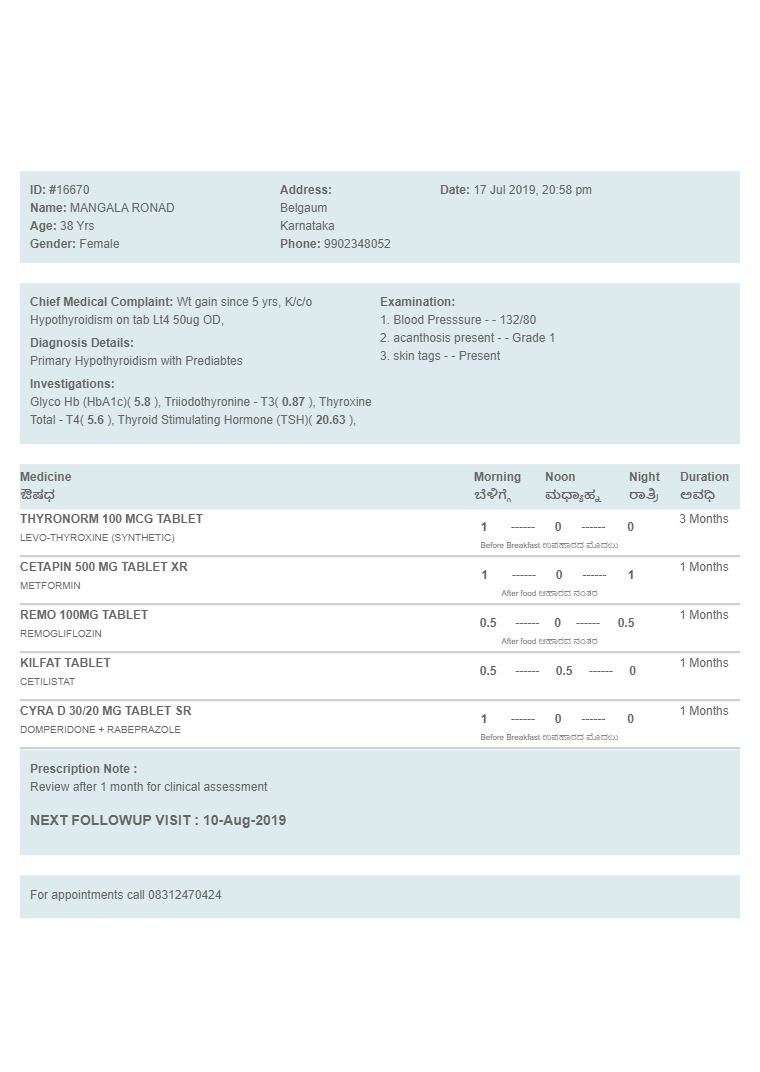 ID: #16670
Name: MANGALA RONAD
Age: 38 Yrs
Gender: Female
Address:
Belgaum
Karnataka
Phone: 9902348052
Date: 17 Jul 2019, 20:58 pm
Chief Medical Complaint: Wt gain since 5 yrs, K/c/o
Hypothyroidism on tab Lt4 50ug OD,
Diagnosis Details:
Primary Hypothyroidism with Prediabtes
Investigations:
Glyco Hb (HbA1c)( 5.8 ), Triiodothyronine - T3( 0.87 ), Thyroxine
Total - T4( 5.6 ), Thyroid Stimulating Hormone (TSH)( 20.63 ),
Examination:
1. Blood Presssure - - 132/80
2. acanthosis present - - Grade 1
3. skin tags - - Present
Medicine Morning Noon Night Duration
ಔಷಧ ಬೆಳಿಗ್ಗೆ ಮಧ್ಯಾಹ್ನ ರಾತ್ರಿ ಅವಧಿ
THYRONORM 100 MCG TABLET 1 ------ 0 ------ 0 3 Months
LEVO-THYROXINE (SYNTHETIC)
Before Breakfast ಉಪಹಾರದ ಮೊದಲು
CETAPIN 500 MG TABLET XR 1 ------ 0 ------ 1 1 Months
METFORMIN
After food ಆಹಾರದ ನಂತರ
REMO 100MG TABLET 0.5 ------ 0 ------ 0.5 1 Months
REMOGLIFLOZIN
After food ಆಹಾರದ ನಂತರ
KILFAT TABLET 0.5 ------ 0.5 ------ 0 1 Months
CETILISTAT
CYRA D 30/20 MG TABLET SR 1 ------ 0 ------ 0 1 Months
DOMPERIDONE + RABEPRAZOLE
Before Breakfast ಉಪಹಾರದ ಮೊದಲು
Prescription Note :
Review after 1 month for clinical assessment
NEXT FOLLOWUP VISIT : 10-Aug-2019
For appointments call 08312470424